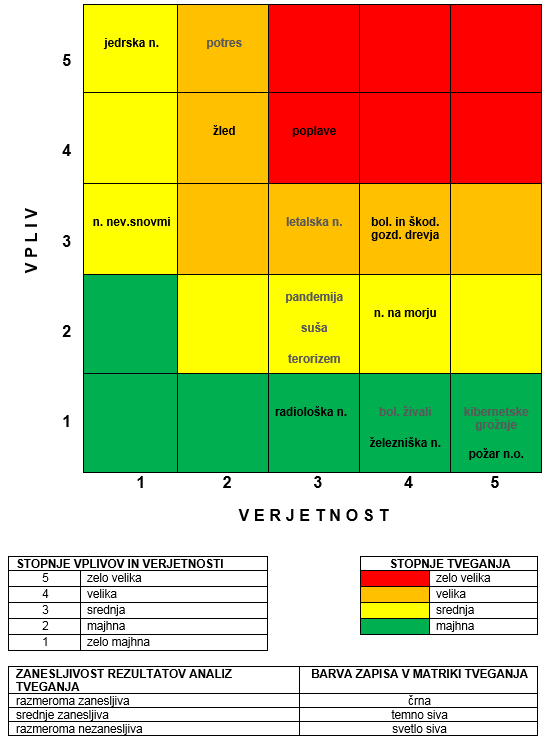 5
jedrska n.
potres
4
žled
poplave
VPLIV
3
n. nev.snovmi
letalska n.
bol. in škod.
gozd. drevja
2
pandemija
suša
terorizem
n. na morju
1
radiološka n.
bol. živali
železniška n.
kibernetske
grožnje
požar n.o.
1 2 3 4 5
VERJETNOST
STOPNJE VPLIVOV IN VERJETNOSTI
5 zelo velika
4 velika
3 srednja
2 majhna
1 zelo majhna
STOPNJE TVEGANJA
zelo velika
velika
srednja
majhna
ZANESLJIVOST REZULTATOV ANALIZ
TVEGANJA
BARVA ZAPISA V MATRIKI TVEGANJA
razmeroma zanesljiva črna
srednje zanesljiva temno siva
razmeroma nezanesljiva svetlo siva